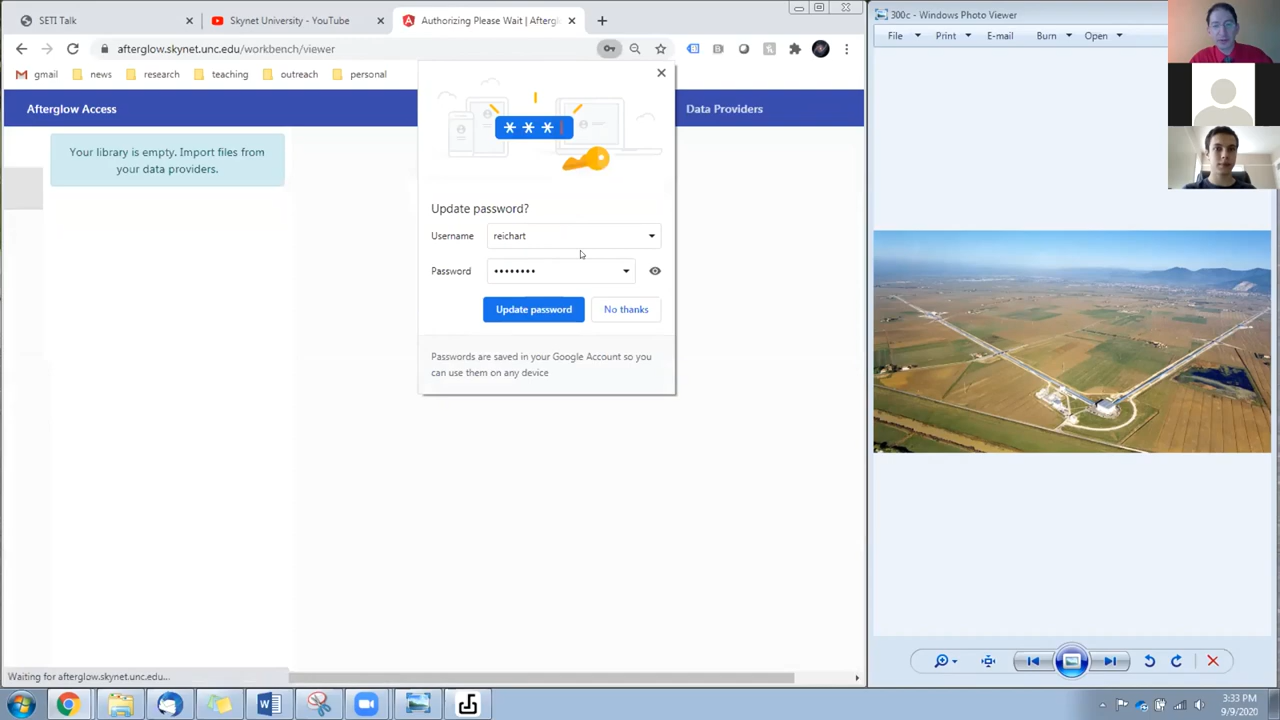 SETI Talk
Skynet University - YouTube
Authorizing Please Wait | Aftergl
300c - Windows Photo Viewer
afterglow.skynet.unc.edu/workbench/viewer
File Print E-mail Burn Open
gmail news research teaching outreach personal
Afterglow Access
Data Providers
Your library is empty. Import files from
your data providers.
Update password?
Username reichart
Password ••••••••
Update password No thanks
Passwords are saved in your Google Account so you
can use them on any device
Waiting for afterglow.skynet.unc.edu...
3:33 PM
9/9/2020